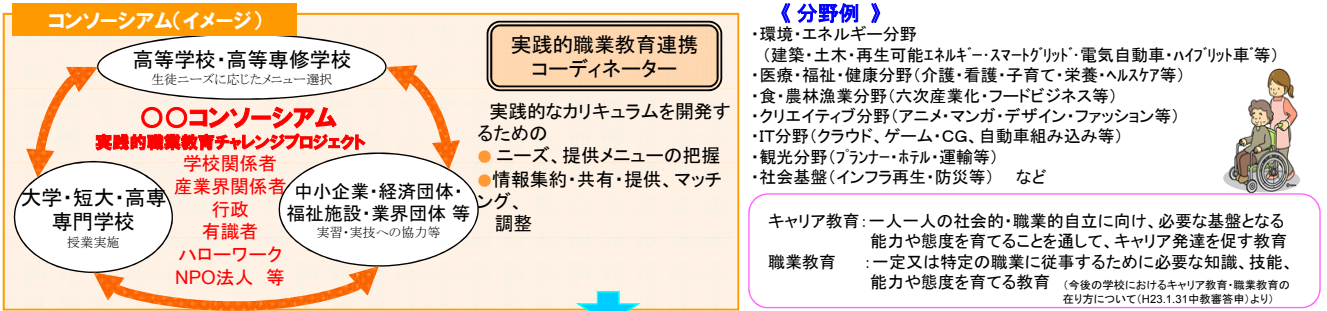 コンソーシアム(イメージ)
高等学校・高等専修学校
生徒ニーズに応じたメニュー選択
〇〇コンソーシアム
実践的職業教育チャレンジプロジェクト
学校関係者
産業界関係者
行政
有識者
ハローワーク
NPO法人 等
大学・短大・高専
専門学校
授業実施
中小企業・経済団体・
福祉施設・業界団体 等
実習・実技への協力等
実践的職業教育連携
コーディネーター
実践的なカリキュラムを開発す
るための
● ニーズ、提供メニューの把握
●情報集約・共有・提供、マッチ
ング、
調整
《 分野例 》
・環境・エネルギー分野
(建築・土木・再生可能エネルギー・スマートグリッド・電気自動車・ハイブリット車等)
・医療・福祉・健康分野(介護・看護・子育て・栄養・ヘルスケア等)
・食・農林漁業分野(六次産業化・フードビジネス等)
・クリエイティブ分野(アニメ・マンガ・デザイン・ファッション等)
・IT分野(クラウド、ゲーム・CG、自動車組み込み等)
・観光分野(プランナー・ホテル・運輸等)
・社会基盤(インフラ再生・防災等) など
キャリア教育:一人一人の社会的・職業的自立に向け、必要な基盤となる
能力や態度を育てることを通して、キャリア発達を促す教育
職業教育 :一定又は特定の職業に従事するために必要な知識、技能、
能力や態度を育てる教育 (今後の学校におけるキャリア教育・職業教育の
在り方について(H23.1.31中教審答申)より)